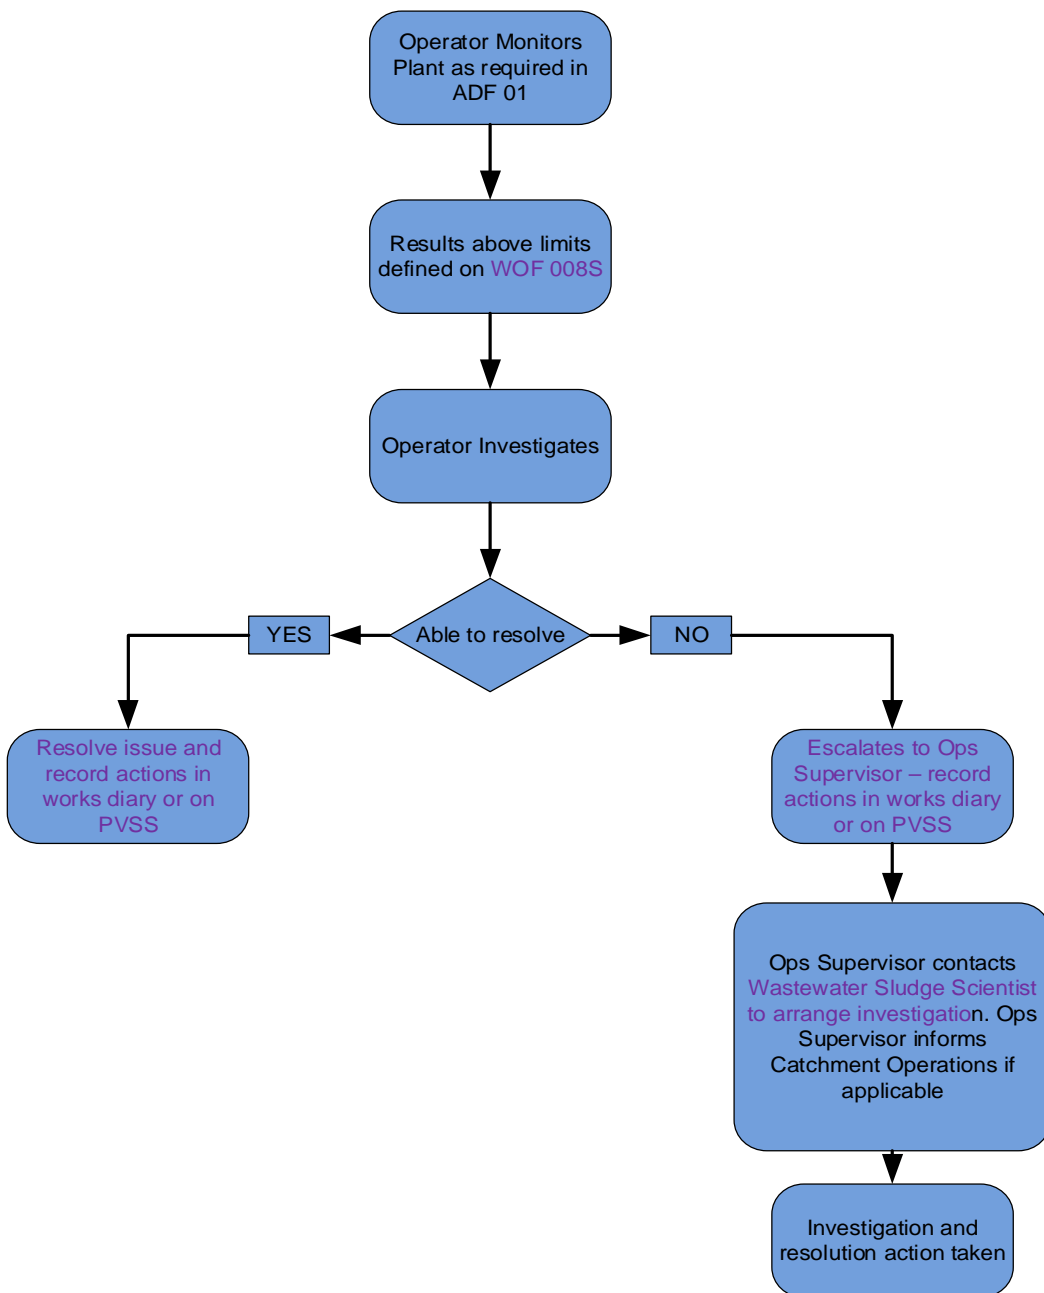 Operator Monitors
Plant as required in
ADF 01
Results above limits
defined on WOF 008S
Operator Investigates
YES
Able to resolve
NO
Resolve issue and
record actions in
works diary or on
PVSS
Escalates to Ops
Supervisor – record
actions in works diary
or on PVSS
Ops Supervisor contacts
Wastewater Sludge Scientist
to arrange investigation. Ops
Supervisor informs
Catchment Operations if
applicable
Investigation and
resolution action taken